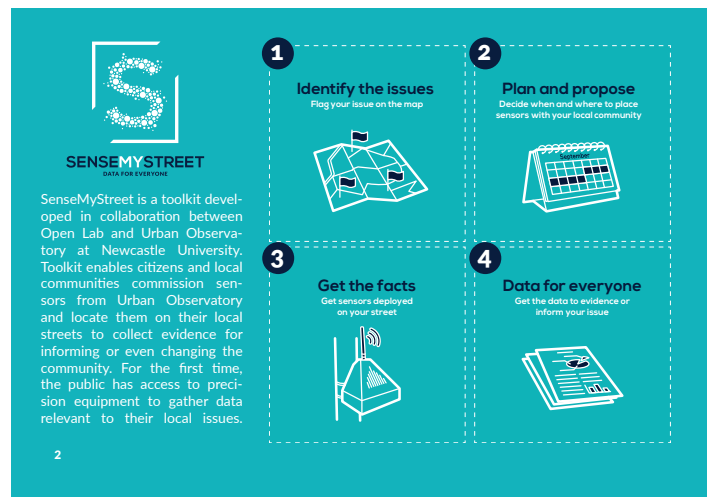 SENSEMYSTREET
DATA FOR EVERYONE
SenseMyStreet is a toolkit devel-
oped in collaboration between
Open Lab and Urban Observa-
tory at Newcastle University.
Toolkit enables citizens and local
communities commission sen-
sors from Urban Observatory
and locate them on their local
streets to collect evidence for
informing or even changing the
community. For the first time,
the public has access to preci-
sion equipment to gather data
relevant to their local issues.
2
1
Identify the issues
Flag your issue on the map
2
Plan and propose
Decide when and where to place
sensors with your local community
September
3
Get the facts
Get sensors deployed
on your street
4
Data for everyone
Get the data to evidence or
inform your issue